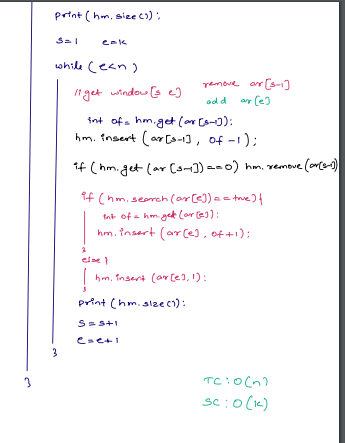 print(hm.size());
s=1 e=k
while(e<n)
//get window[s e] remove ar[s-1]
add ar[e]
int of= hm.get(ar[s-1]);
hm.insert(ar[s-1], of-1);
if(hm.get(ar[s-1])==0) hm.remove(ar[s-1])
if(hm.search(ar[e])==true){
int of=hm.get(ar[e]);
hm.insert(ar[e], of+1);
}
else{
hm.insert(ar[e],1);
}
print(hm.size());
s=s+1
e=e+1
}
}
TC:O(n)
SC:O(k)